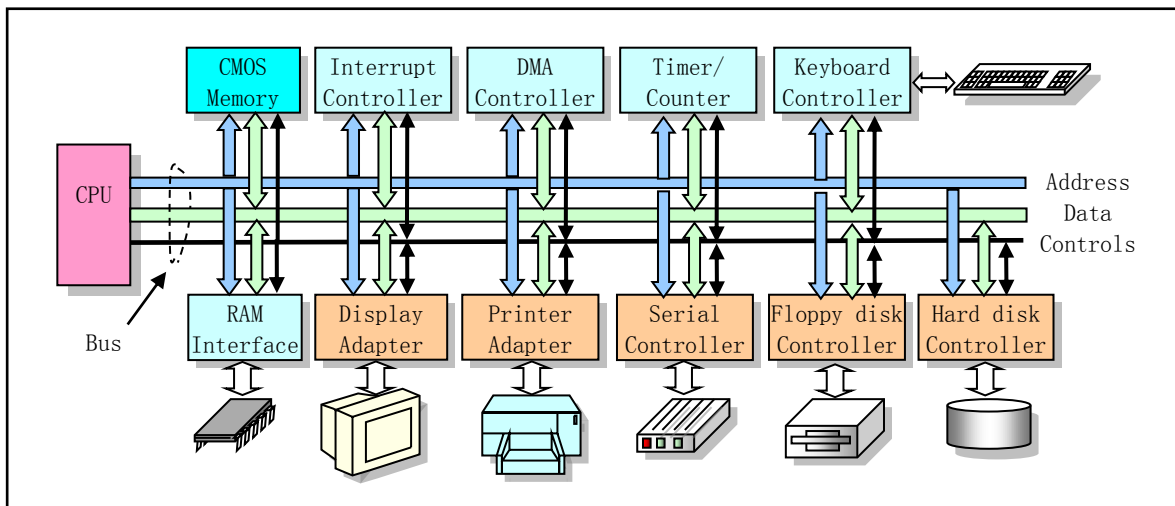 CMOS
Memory
Interrupt
Controller
DMA
Controller
Timer/
Counter
Keyboard
Controller
CPU
Address
Data
Controls
Bus
RAM
Interface
Display
Adapter
Printer
Adapter
Serial
Controller
Floppy disk
Controller
Hard disk
Controller